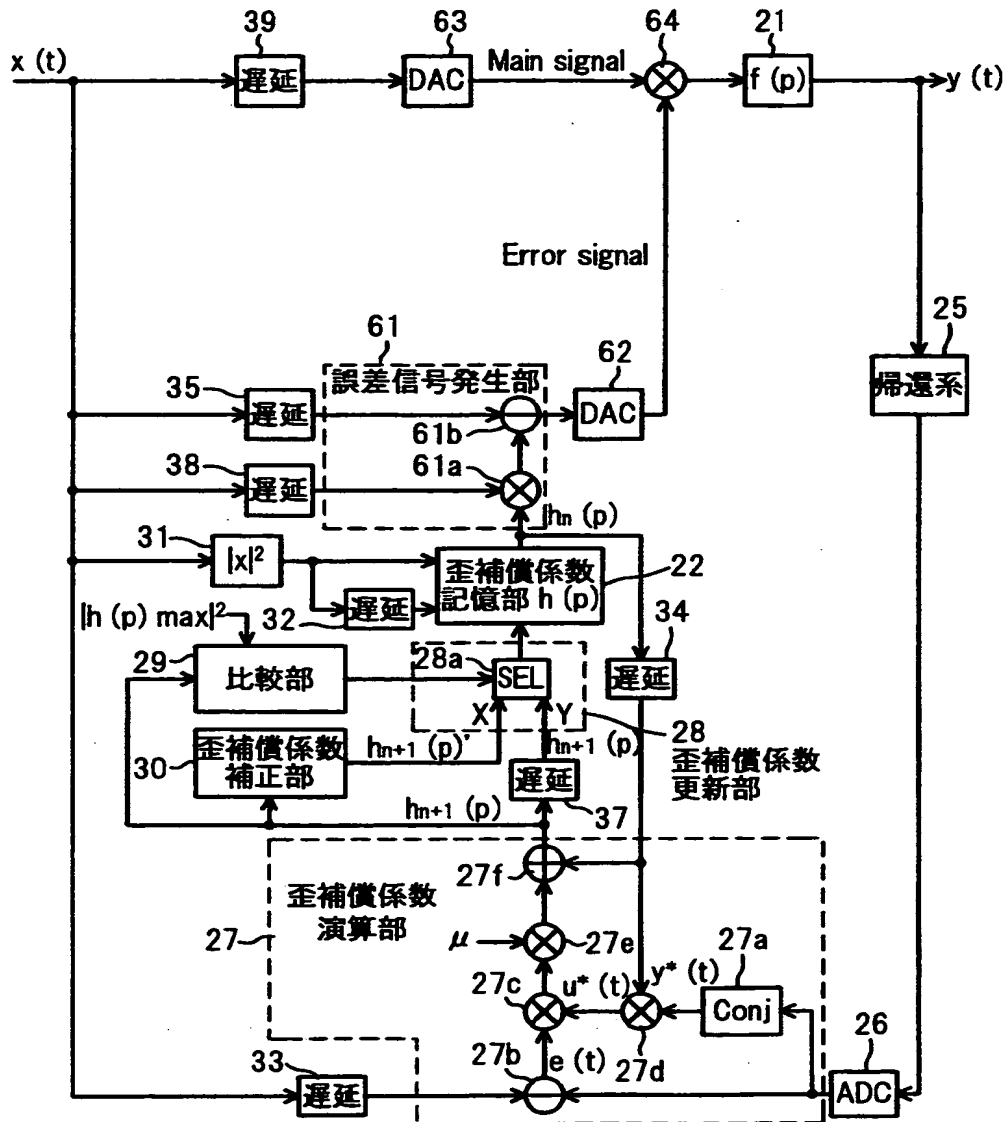 39
63
64
21
x (t)
遅延
DAC
Main signal
f (p)
y (t)
Error signal
25
帰還系
61
誤差信号発生部
62
35
遅延
61b
DAC
38
遅延
61a
hn (p)
31
|x|²
歪補償係数
記憶部 h (p)
22
32
遅延
34
遅延
|h (p) max|²
29
比較部
28a
SEL
X
Y
28
歪補償係数
更新部
30
歪補償係数
補正部
hn+1 (p)'
hn+1 (p)
遅延
37
hn+1 (p)
27f
歪補償係数
演算部
27
μ
27e
27a
27c
u* (t)
y* (t)
Conj
27d
26
ADC
33
遅延
27b
e (t)